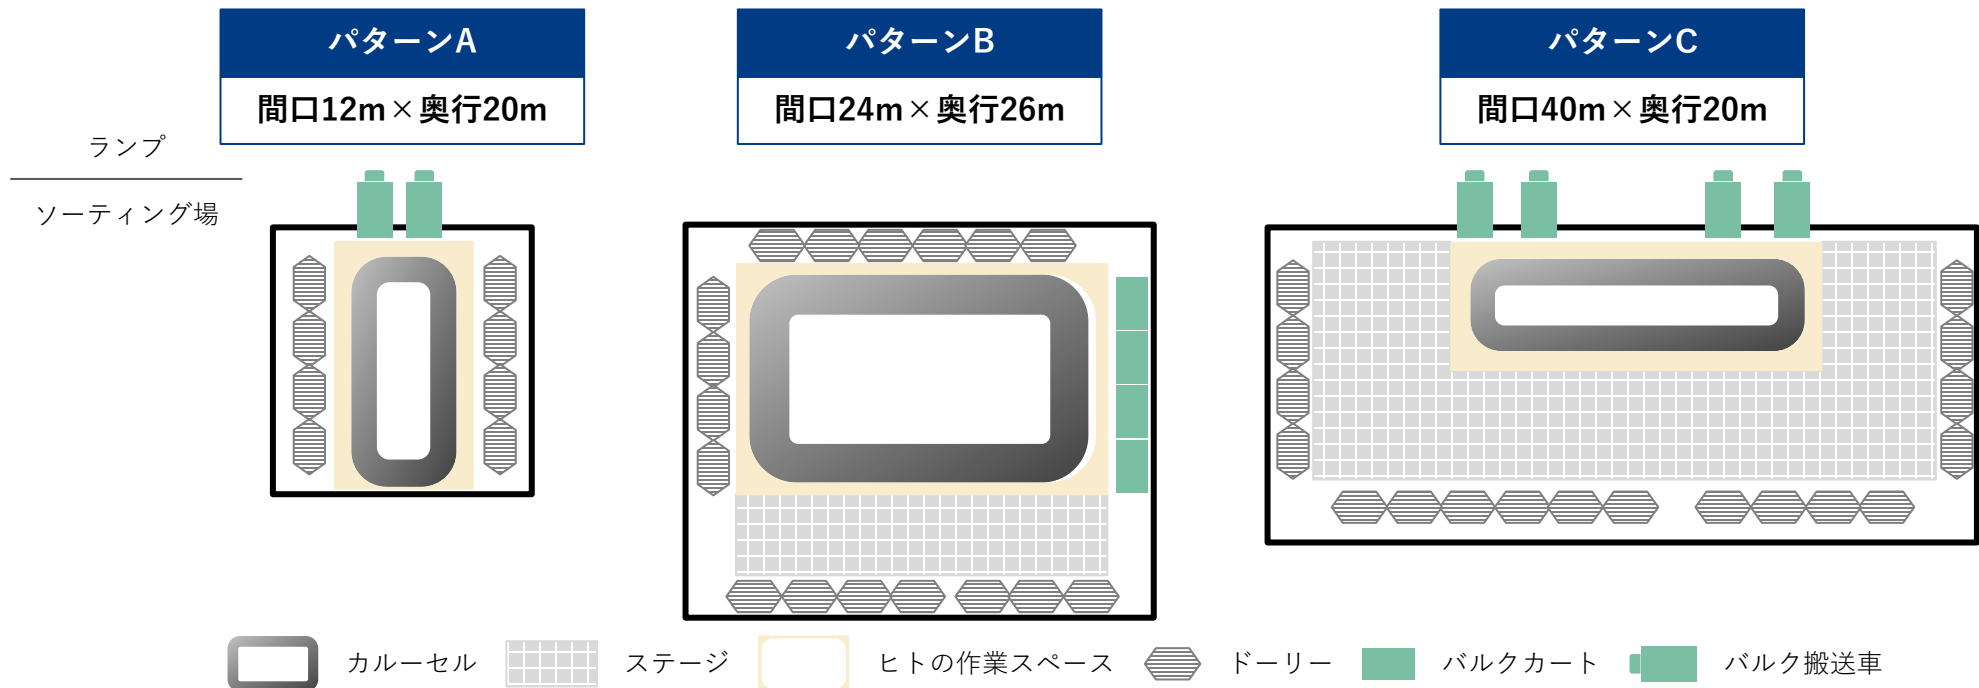 パターンA
間口12m×奥行20m
パターンB
間口24m×奥行26m
パターンC
間口40m×奥行20m
ランプ
ソーティング場
カルーセル
ステージ
ヒトの作業スペース
ドーリー
バルクカート
バルク搬送車